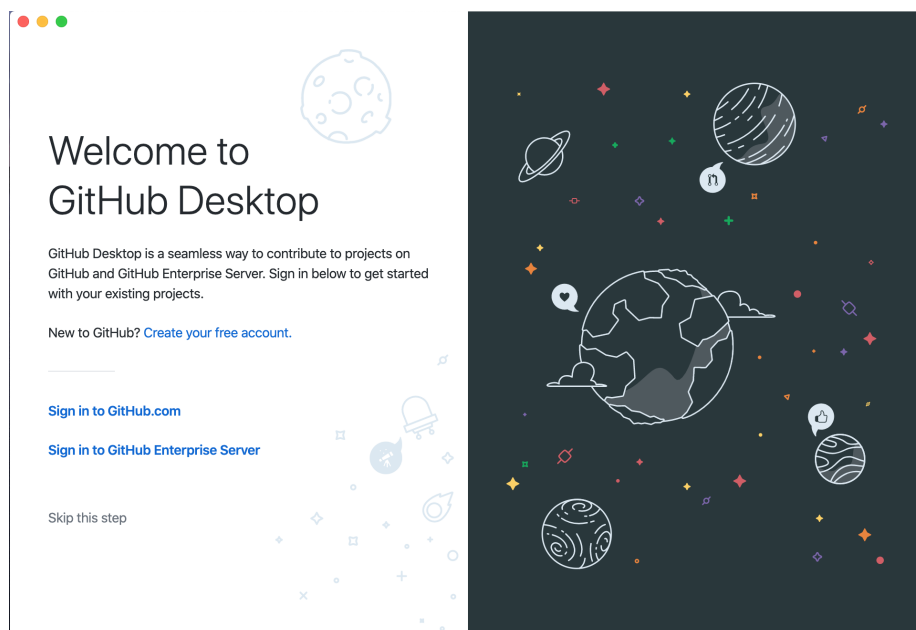 Welcome to
GitHub Desktop
GitHub Desktop is a seamless way to contribute to projects on
GitHub and GitHub Enterprise Server. Sign in below to get started
with your existing projects.
New to GitHub? Create your free account.
Sign in to GitHub.com
Sign in to GitHub Enterprise Server
Skip this step